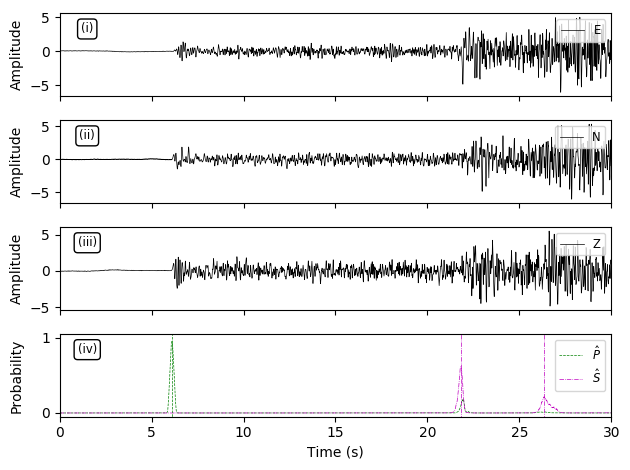 Amplitude
5
0
−5
(i)
E
Amplitude
5
0
−5
(ii)
N
Amplitude
5
0
−5
(iii)
Z
Probability
1
0
(iv)
P̂
Ŝ
0 5 10 15 20 25 30
Time (s)